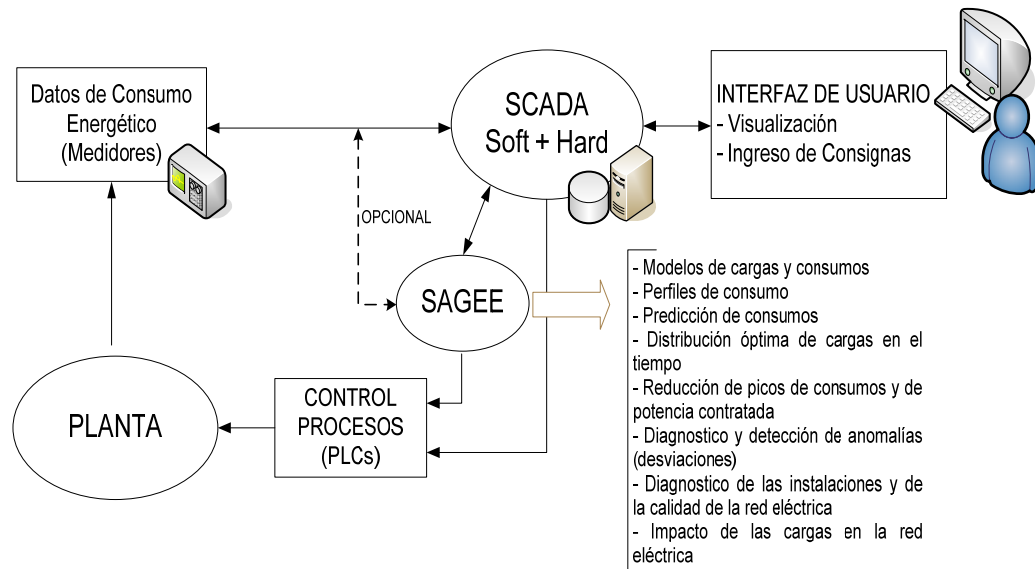 Datos de Consumo
Energético
(Medidores)
SCADA
Soft + Hard
INTERFAZ DE USUARIO
- Visualización
- Ingreso de Consignas
OPCIONAL
SAGEE
- Modelos de cargas y consumos
- Perfiles de consumo
- Predicción de consumos
- Distribución óptima de cargas en el
tiempo
- Reducción de picos de consumos y de
potencia contratada
- Diagnostico y detección de anomalías
(desviaciones)
- Diagnostico de las instalaciones y de
la calidad de la red eléctrica
- Impacto de las cargas en la red
eléctrica
PLANTA
CONTROL
PROCESOS
(PLCs)